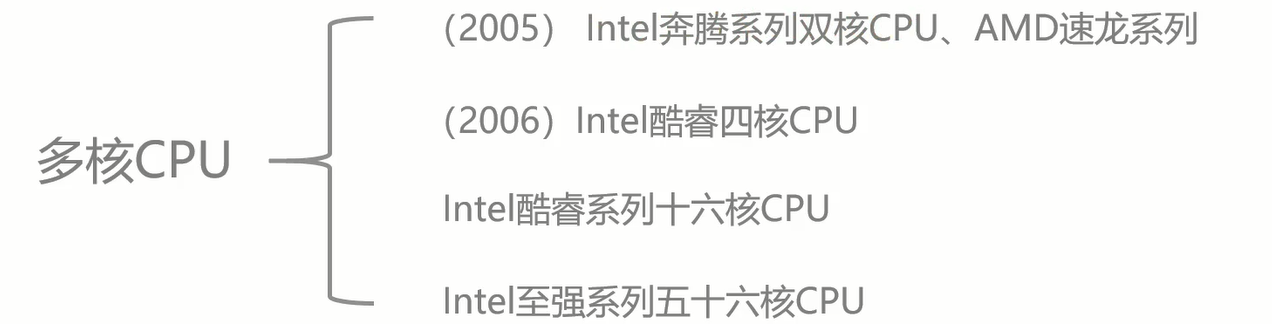 多核CPU
（2005） Intel奔腾系列双核CPU、AMD速龙系列
（2006）Intel酷睿四核CPU
Intel酷睿系列十六核CPU
Intel至强系列五十六核CPU